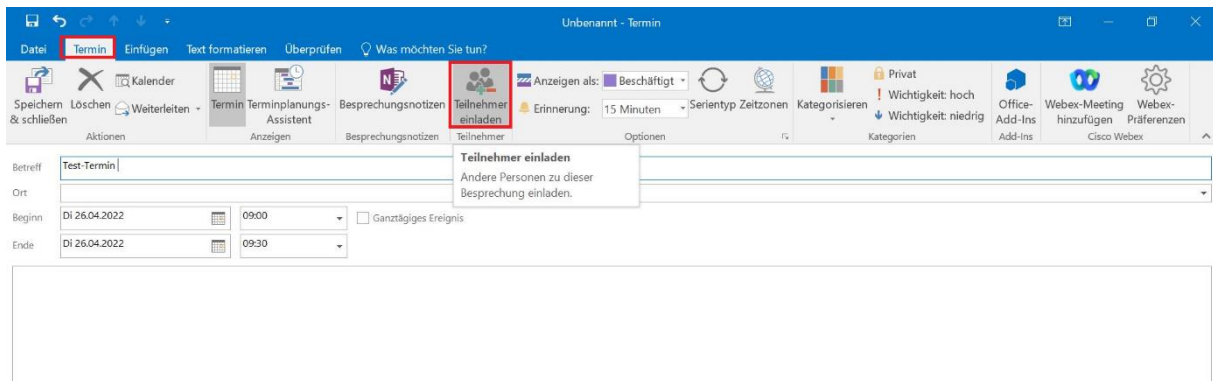 Unbenannt - Termin
Datei Termin Einfügen Text formatieren Überprüfen Was möchten Sie tun?
Speichern & schließen
Löschen
Kalender
Weiterleiten
Aktionen
Termin
Terminplanungs-
Assistent
Anzeigen
Besprechungsnotizen
Besprechungsnotizen
Teilnehmer
einladen
Teilnehmer
Anzeigen als: Beschäftigt
Erinnerung: 15 Minuten
Serientyp
Zeitzonen
Optionen
Kategorisieren
Privat
Wichtigkeit: hoch
Wichtigkeit: niedrig
Kategorien
Office-
Add-Ins
Add-Ins
Webex-Meeting
hinzufügen
Webex-
Präferenzen
Cisco Webex
Teilnehmer einladen
Andere Personen zu dieser
Besprechung einladen.
Betreff Test-Termin
Ort
Beginn Di 26.04.2022 09:00 Ganztägiges Ereignis
Ende Di 26.04.2022 09:30